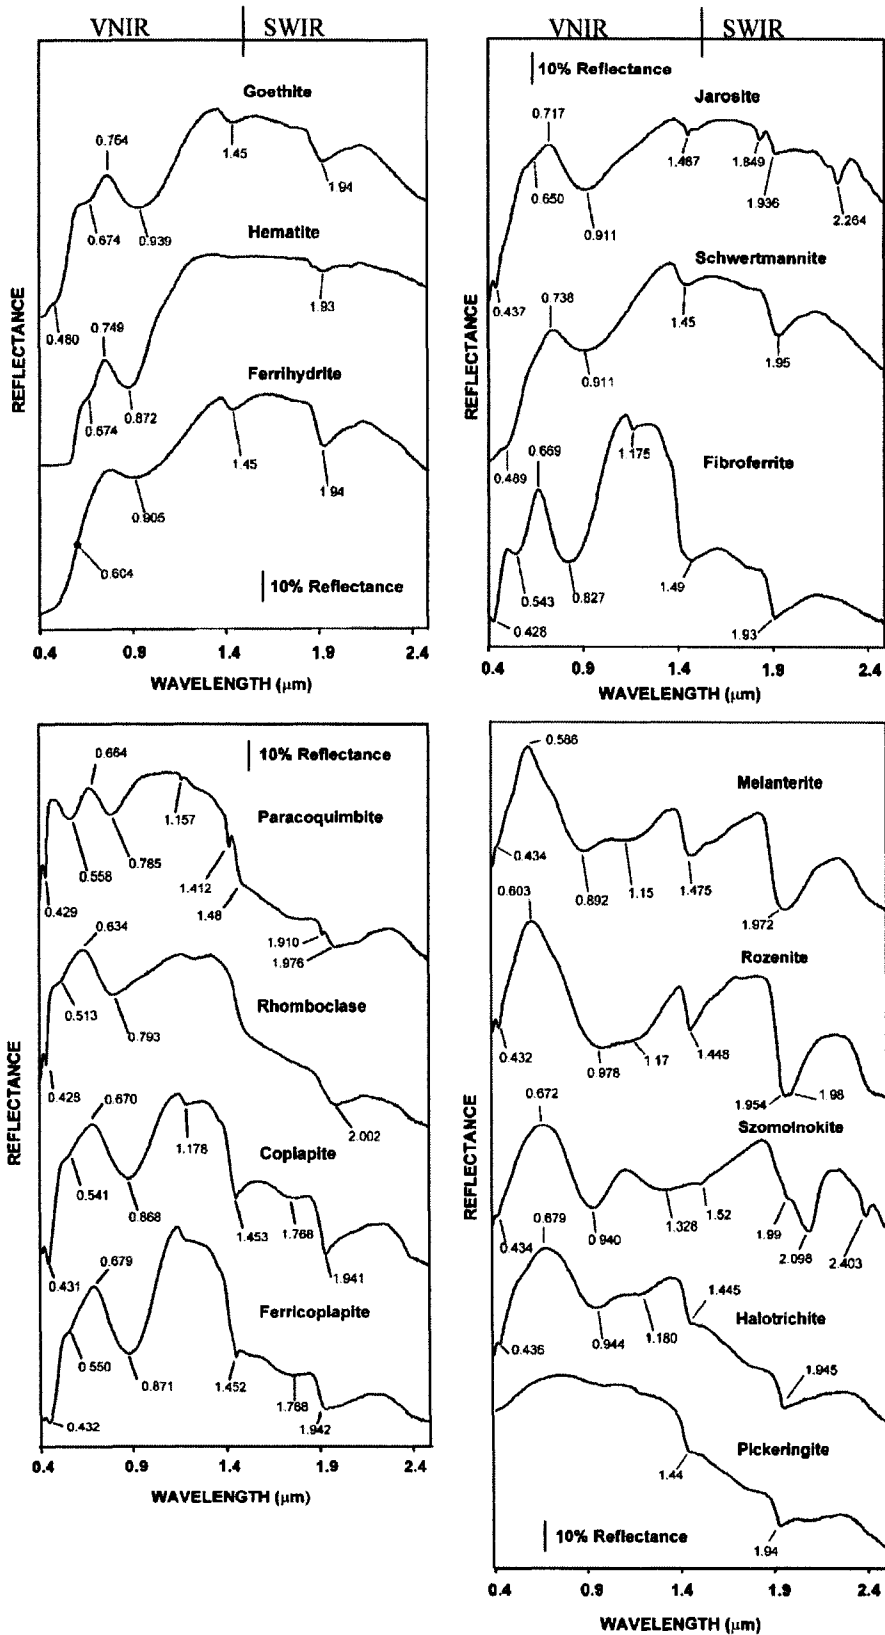 VNIR SWIR
Goethite
0.764
1.45
1.94
0.674
0.939
0.480
Hematite
0.749
1.93
0.674
0.872
Ferrihydrite
1.45
1.94
0.905
0.604
10% Reflectance
REFLECTANCE
0.4 0.9 1.4 1.9 2.4
WAVELENGTH (μm)
VNIR SWIR
10% Reflectance
Jarosite
0.717
1.467
1.849
0.650
1.936
2.264
0.911
0.437
Schwertmannite
0.738
1.45
1.95
0.911
0.489
Fibroferrite
0.669
1.175
0.543
0.827
1.49
0.428
1.93
REFLECTANCE
0.4 0.9 1.4 1.9 2.4
WAVELENGTH (μm)
10% Reflectance
0.664
Paracoquimbite
1.157
0.558
0.785
1.412
0.429
1.48
1.910
1.976
0.634
Rhomboclase
0.513
0.793
0.428
2.002
0.670
1.178
Copiapite
0.541
0.868
1.453
1.768
0.431
1.941
0.679
Ferricopiapite
0.550
0.871
1.452
1.768
0.432
1.942
REFLECTANCE
0.4 0.9 1.4 1.9 2.4
WAVELENGTH (μm)
0.586
Melanterite
0.434
0.892
1.15
1.475
1.972
0.603
Rozenite
0.432
0.978
1.17
1.448
1.954
1.98
0.672
Szomolnokite
0.434
0.940
1.328
1.52
1.99
2.098
2.403
0.679
1.445
Halotrichite
0.436
0.944
1.180
1.945
Pickeringite
1.44
1.94
10% Reflectance
REFLECTANCE
0.4 0.9 1.4 1.9 2.4
WAVELENGTH (μm)